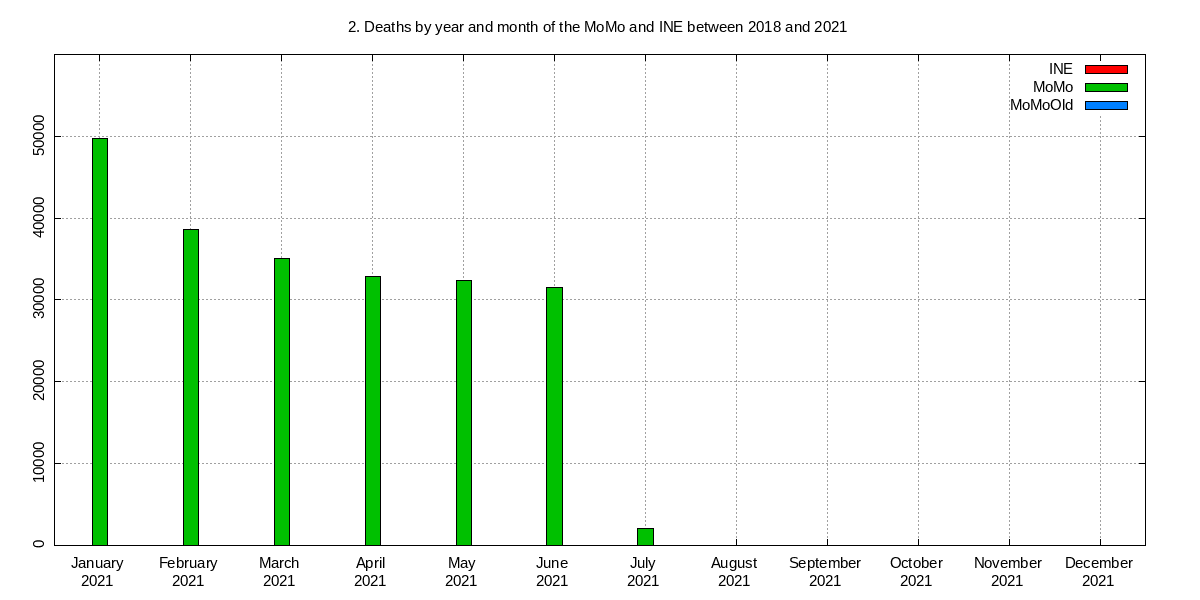 2. Deaths by year and month of the MoMo and INE between 2018 and 2021
INE
MoMo
MoMoOld
50000
40000
30000
20000
10000
0
January February March April May June July August September October November December
2021 2021 2021 2021 2021 2021 2021 2021 2021 2021 2021 2021